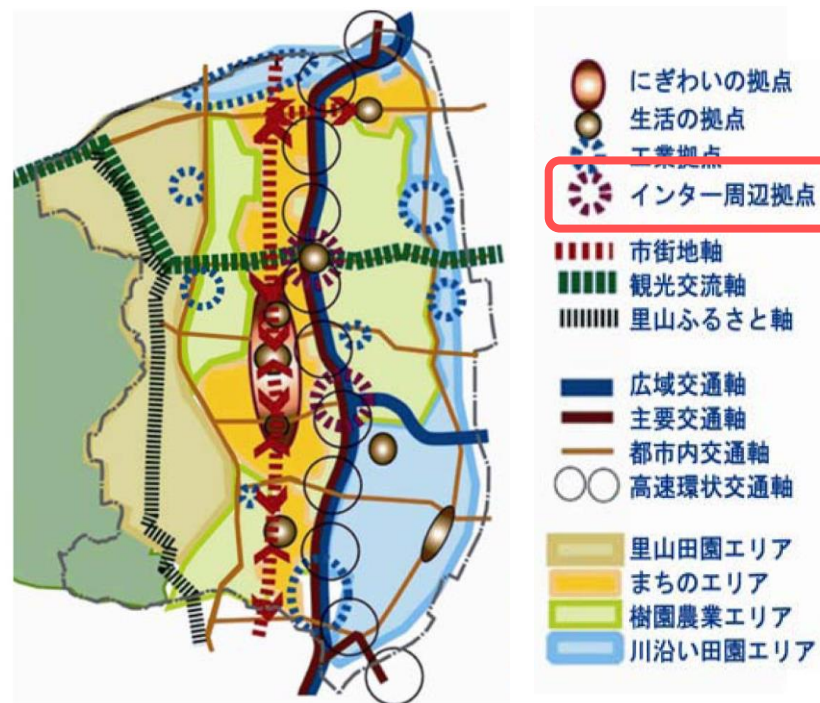 にぎわいの拠点
生活の拠点
工業拠点
インター周辺拠点
市街地軸
観光交流軸
里山ふるさと軸
広域交通軸
主要交通軸
都市内交通軸
高速環状交通軸
里山田園エリア
まちのエリア
樹園農業エリア
川沿い田園エリア